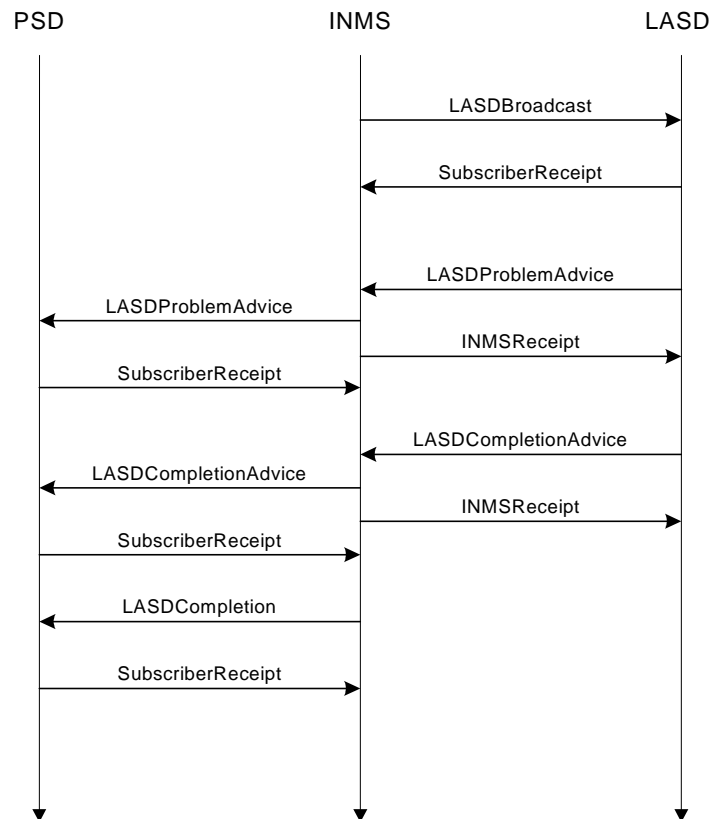 PSD
INMS
LASD
LASDBroadcast
SubscriberReceipt
LASDProblemAdvice
LASDProblemAdvice
INMSReceipt
SubscriberReceipt
LASDCompletionAdvice
LASDCompletionAdvice
INMSReceipt
SubscriberReceipt
LASDCompletion
SubscriberReceipt